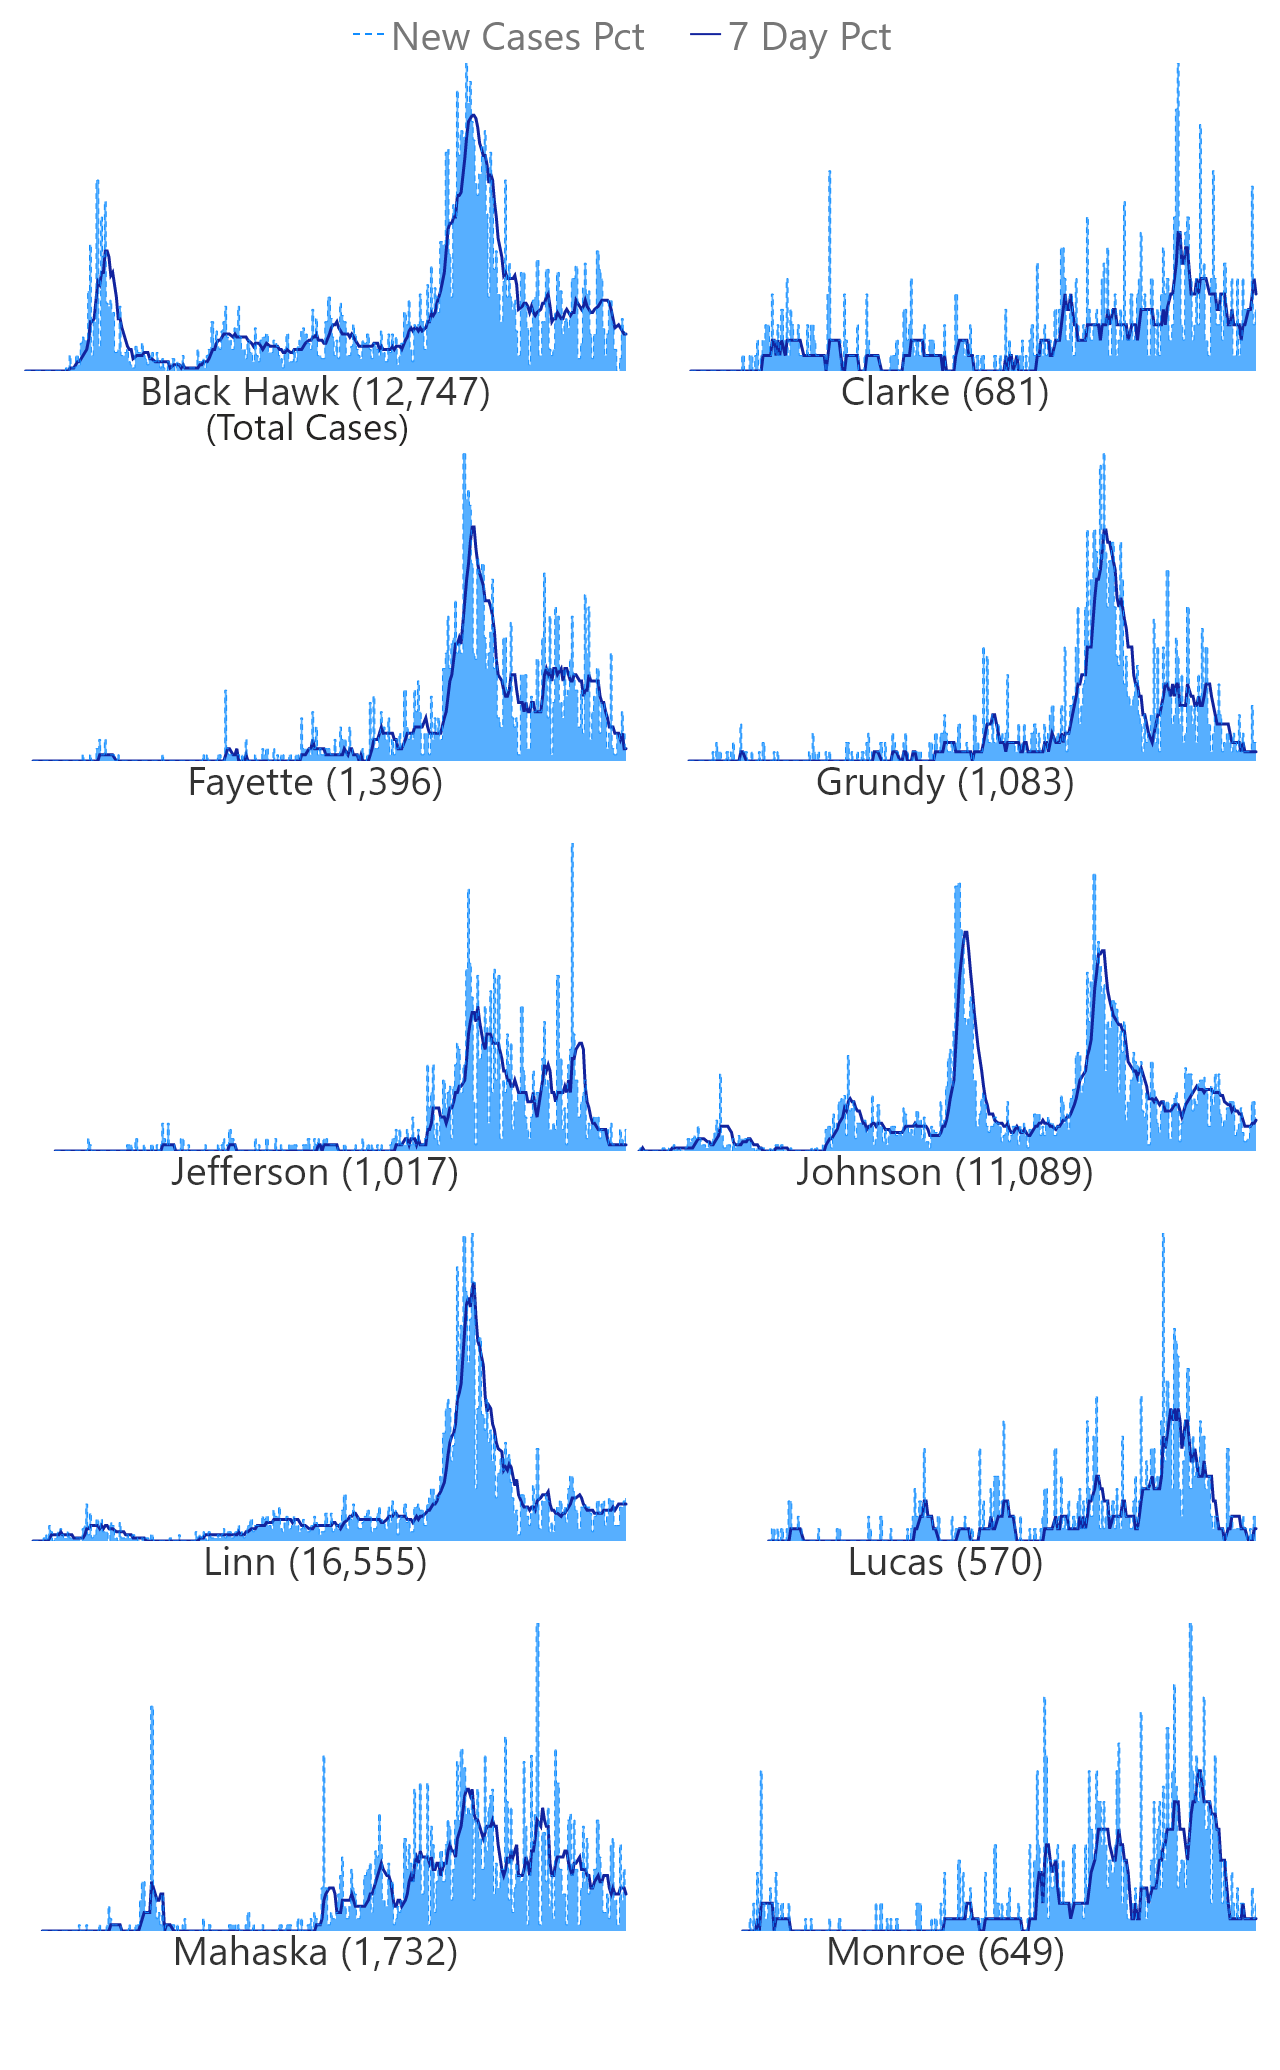 New Cases Pct 7 Day Pct
Black Hawk (12,747) Clarke (681)
(Total Cases)
Fayette (1,396) Grundy (1,083)
Jefferson (1,017) Johnson (11,089)
Linn (16,555) Lucas (570)
Mahaska (1,732) Monroe (649)